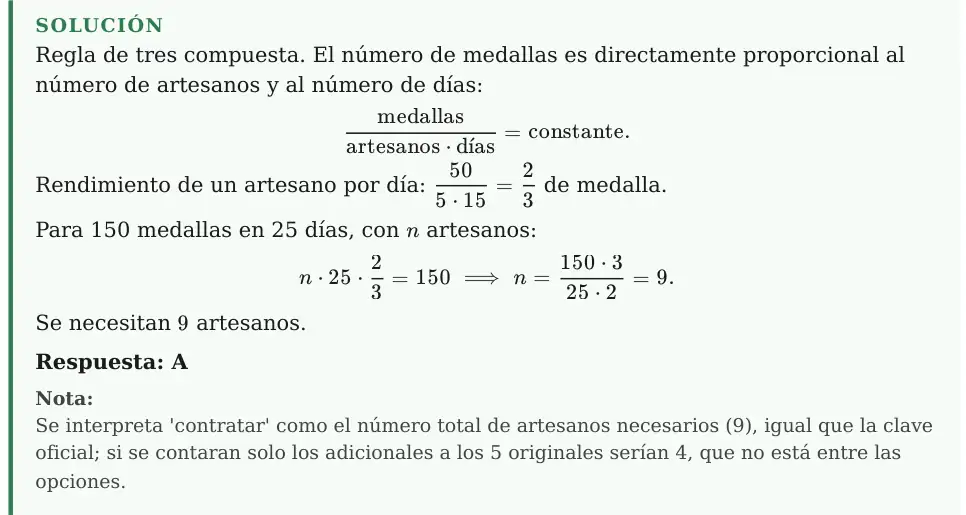 SOLUCIÓN
Regla de tres compuesta. El número de medallas es directamente proporcional al
número de artesanos y al número de días:
medallas / (artesanos · días) = constante.
Rendimiento de un artesano por día: 50 / (5 · 15) = 2/3 de medalla.
Para 150 medallas en 25 días, con n artesanos:
n · 25 · 2/3 = 150 ⟹ n = (150 · 3) / (25 · 2) = 9.
Se necesitan 9 artesanos.
Respuesta: A
Nota:
Se interpreta 'contratar' como el número total de artesanos necesarios (9), igual que la clave
oficial; si se contaran solo los adicionales a los 5 originales serían 4, que no está entre las
opciones.